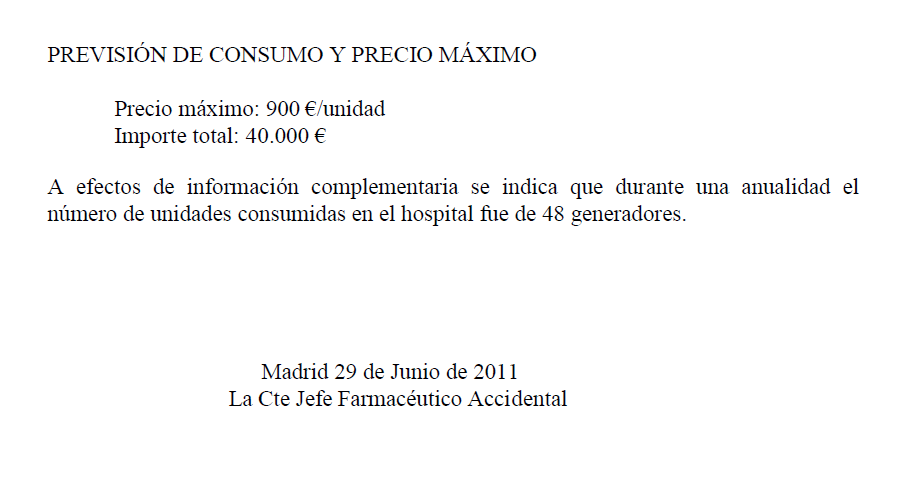 PREVISIÓN DE CONSUMO Y PRECIO MÁXIMO
Precio máximo: 900 €/unidad
Importe total: 40.000 €
A efectos de información complementaria se indica que durante una anualidad el
número de unidades consumidas en el hospital fue de 48 generadores.
Madrid 29 de Junio de 2011
La Cte Jefe Farmacéutico Accidental